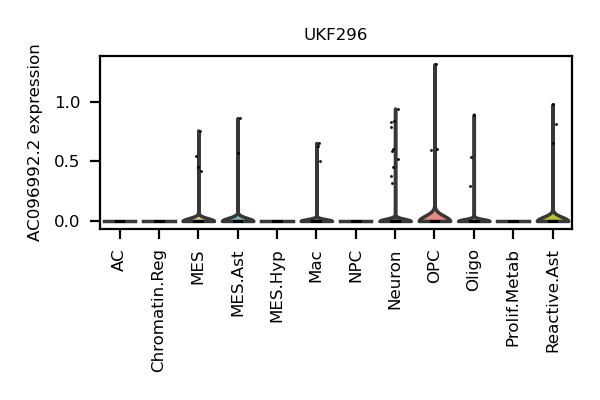 UKF296
AC096992.2 expression
1.0
0.5
0.0
AC
Chromatin.Reg
MES
MES.Ast
MES.Hyp
Mac
NPC
Neuron
OPC
Oligo
Prolif.Metab
Reactive.Ast